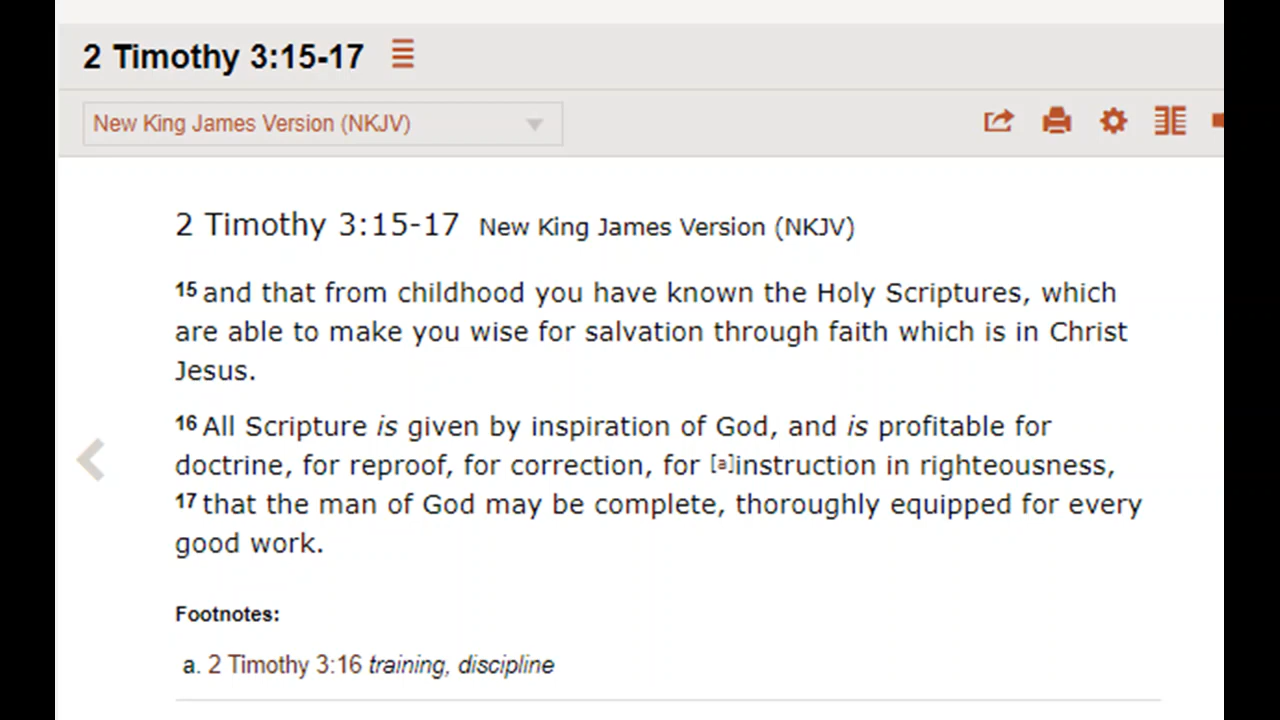 2 Timothy 3:15-17
New King James Version (NKJV)
2 Timothy 3:15-17 New King James Version (NKJV)
15 and that from childhood you have known the Holy Scriptures, which
are able to make you wise for salvation through faith which is in Christ
Jesus.
16 All Scripture is given by inspiration of God, and is profitable for
doctrine, for reproof, for correction, for [a]instruction in righteousness,
17 that the man of God may be complete, thoroughly equipped for every
good work.
Footnotes:
a. 2 Timothy 3:16 training, discipline